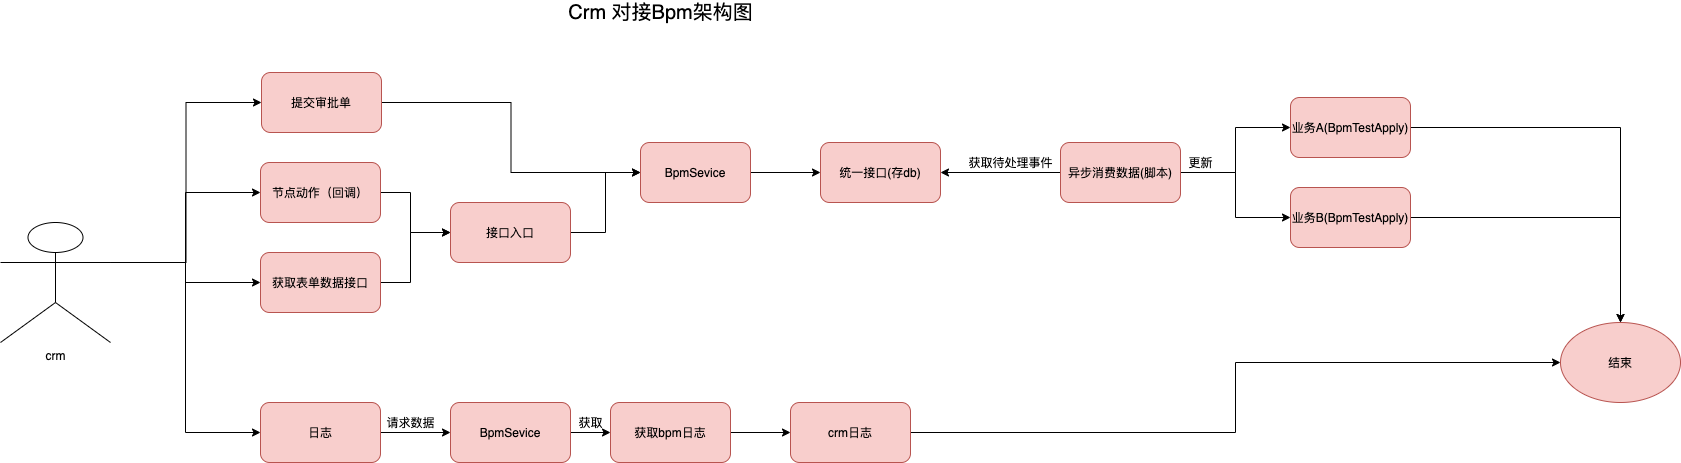 Crm 对接Bpm架构图
提交审批单
节点动作（回调）
获取表单数据接口
接口入口
BpmSevice
统一接口(存db)
获取待处理事件
异步消费数据(脚本)
更新
业务A(BpmTestApply)
业务B(BpmTestApply)
crm
结束
日志
请求数据
BpmSevice
获取
获取bpm日志
crm日志